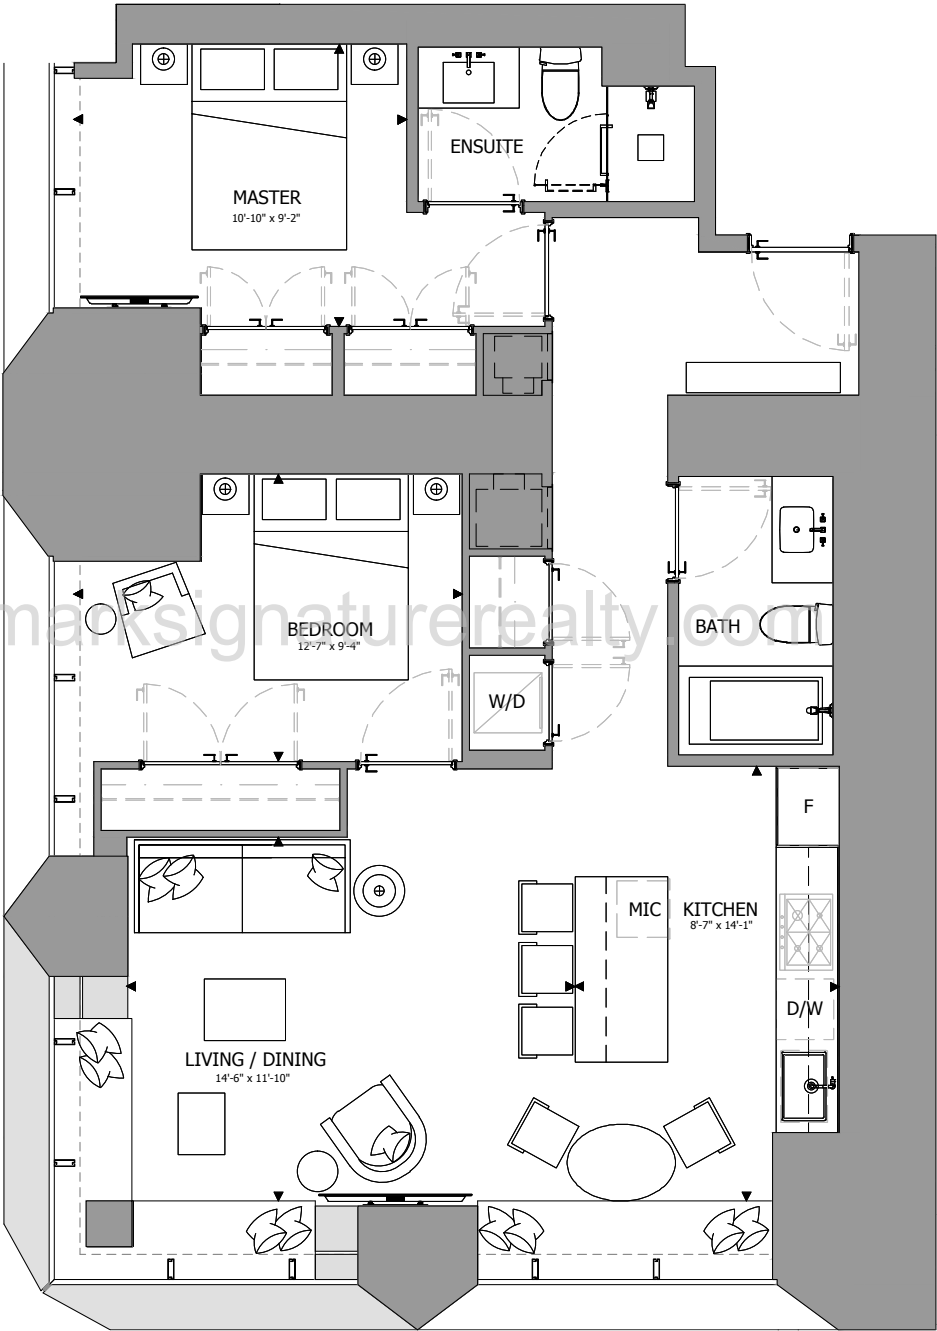 ENSUITE
MASTER
10'-10" x 9'-2"
marksignaturerealty.com
BEDROOM
12'-7" x 9'-4"
BATH
W/D
F
MIC
KITCHEN
8'-7" x 14'-1"
D/W
LIVING / DINING
14'-6" x 11'-10"